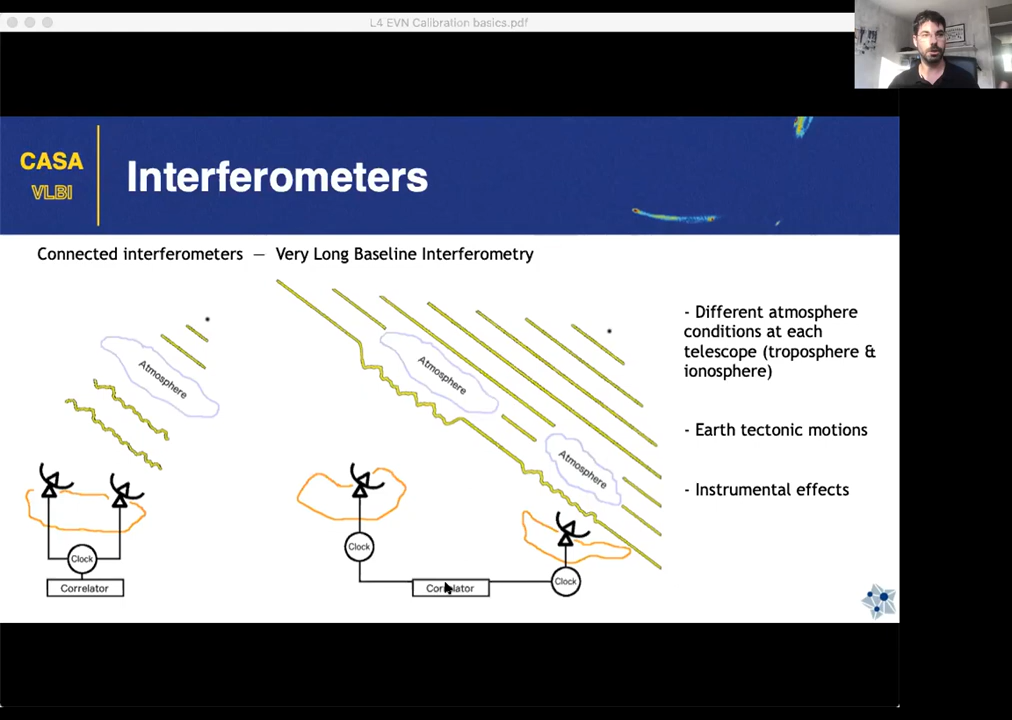 L4 EVN Calibration basics.pdf
CASA
VLBI
Interferometers
Connected interferometers — Very Long Baseline Interferometry
Atmosphere
Clock
Correlator
Atmosphere
Atmosphere
Clock
Correlator
Clock
- Different atmosphere
conditions at each
telescope (troposphere &
ionosphere)
- Earth tectonic motions
- Instrumental effects